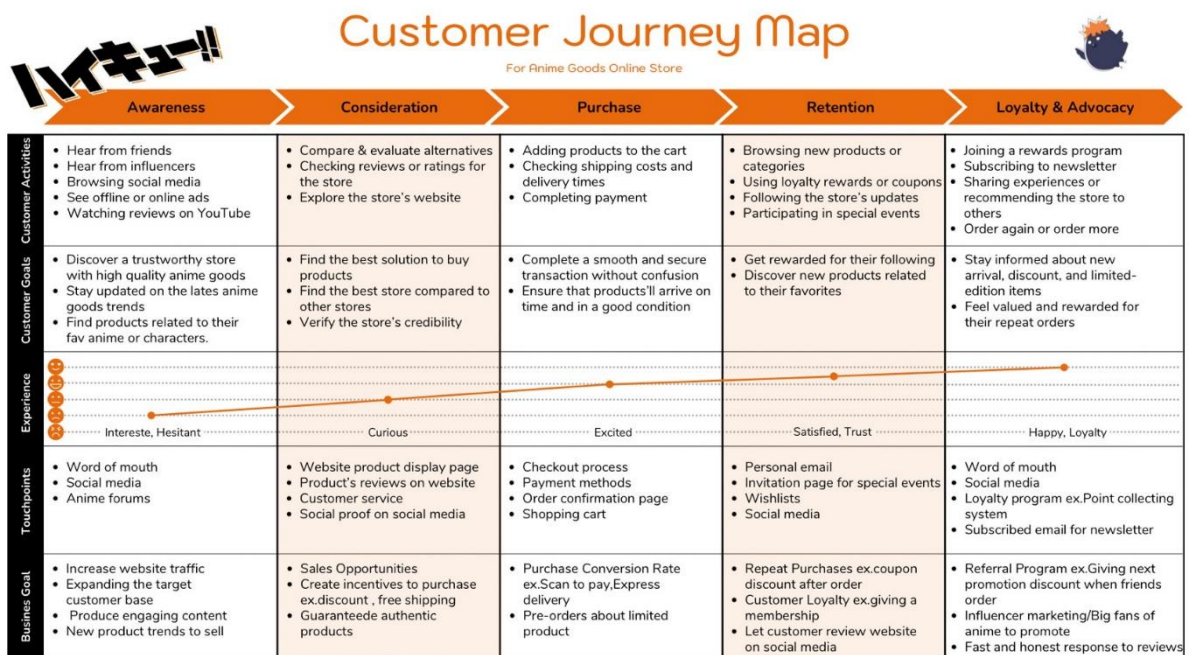 ハイキュー!!
Customer Journey Map
For Anime Goods Online Store
Awareness
Consideration
Purchase
Retention
Loyalty & Advocacy
Customer Activities
• Hear from friends
• Hear from influencers
• Browsing social media
• See offline or online ads
• Watching reviews on YouTube
• Compare & evaluate alternatives
• Checking reviews or ratings for
the store
• Explore the store's website
• Adding products to the cart
• Checking shipping costs and
delivery times
• Completing payment
• Browsing new products or
categories
• Using loyalty rewards or coupons
• Following the store's updates
• Participating in special events
• Joining a rewards program
• Subscribing to newsletter
• Sharing experiences or
recommending the store to
others
• Order again or order more
Customer Goals
• Discover a trustworthy store
with high quality anime goods
• Stay updated on the lates anime
goods trends
• Find products related to their
fav anime or characters.
• Find the best solution to buy
products
• Find the best store compared to
other stores
• Verify the store's credibility
• Complete a smooth and secure
transaction without confusion
• Ensure that products'll arrive on
time and in a good condition
• Get rewarded for their following
• Discover new products related
to their favorites
• Stay informed about new
arrival, discount, and limited-
edition items
• Feel valued and rewarded for
their repeat orders
Experience
Intereste, Hesitant
Curious
Excited
Satisfied, Trust
Happy, Loyalty
Touchpoints
• Word of mouth
• Social media
• Anime forums
• Website product display page
• Product's reviews on website
• Customer service
• Social proof on social media
• Checkout process
• Payment methods
• Order confirmation page
• Shopping cart
• Personal email
• Invitation page for special events
• Wishlists
• Social media
• Word of mouth
• Social media
• Loyalty program ex.Point collecting
system
• Subscribed email for newsletter
Busines Goal
• Increase website traffic
• Expanding the target
customer base
• Produce engaging content
• New product trends to sell
• Sales Opportunities
• Create incentives to purchase
ex.discount , free shipping
• Guaranteede authentic
products
• Purchase Conversion Rate
ex.Scan to pay,Express
delivery
• Pre-orders about limited
product
• Repeat Purchases ex.coupon
discount after order
• Customer Loyalty ex.giving a
membership
• Let customer review website
on social media
• Referral Program ex.Giving next
promotion discount when friends
order
• Influencer marketing/Big fans of
anime to promote
• Fast and honest response to reviews